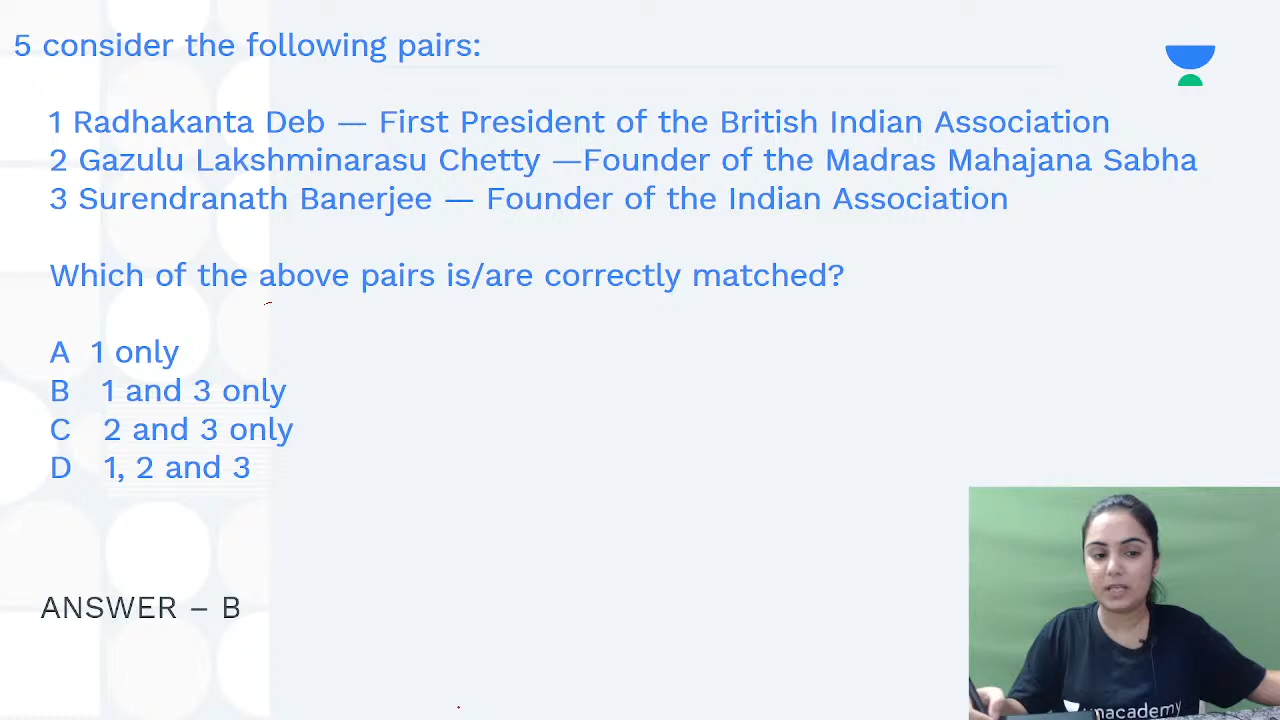 5 consider the following pairs:
1 Radhakanta Deb — First President of the British Indian Association
2 Gazulu Lakshminarasu Chetty —Founder of the Madras Mahajana Sabha
3 Surendranath Banerjee — Founder of the Indian Association
Which of the above pairs is/are correctly matched?
A 1 only
B 1 and 3 only
C 2 and 3 only
D 1, 2 and 3
ANSWER – B
unacademy